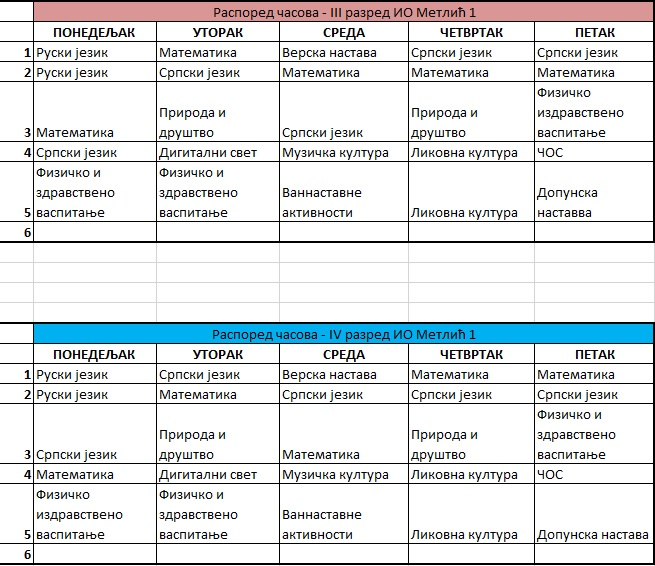 Распоред часова - III разред ИО Метлић 1
ПОНЕДЕЉАК УТОРАК СРЕДА ЧЕТВРТАК ПЕТАК
1 Руски језик Математика Верска настава Српски језик Српски језик
2 Руски језик Српски језик Математика Математика Математика
3 Математика Природа и друштво Српски језик Природа и друштво Физичко издравствено васпитање
4 Српски језик Дигитални свет Музичка култура Ликовна култура ЧОС
5 Физичко и здравствено васпитање Физичко и здравствено васпитање Ваннаставне активности Ликовна култура Допунска наставва
6
Распоред часова - IV разред ИО Метлић 1
ПОНЕДЕЉАК УТОРАК СРЕДА ЧЕТВРТАК ПЕТАК
1 Руски језик Српски језик Верска настава Математика Математика
2 Руски језик Математика Српски језик Српски језик Српски језик
3 Српски језик Природа и друштво Математика Природа и друштво Физичко и здравствено васпитање
4 Математика Дигитални свет Музичка култура Ликовна култура ЧОС
5 Физичко издравствено васпитање Физичко и здравствено васпитање Ваннаставне активности Ликовна култура Допунска настава
6